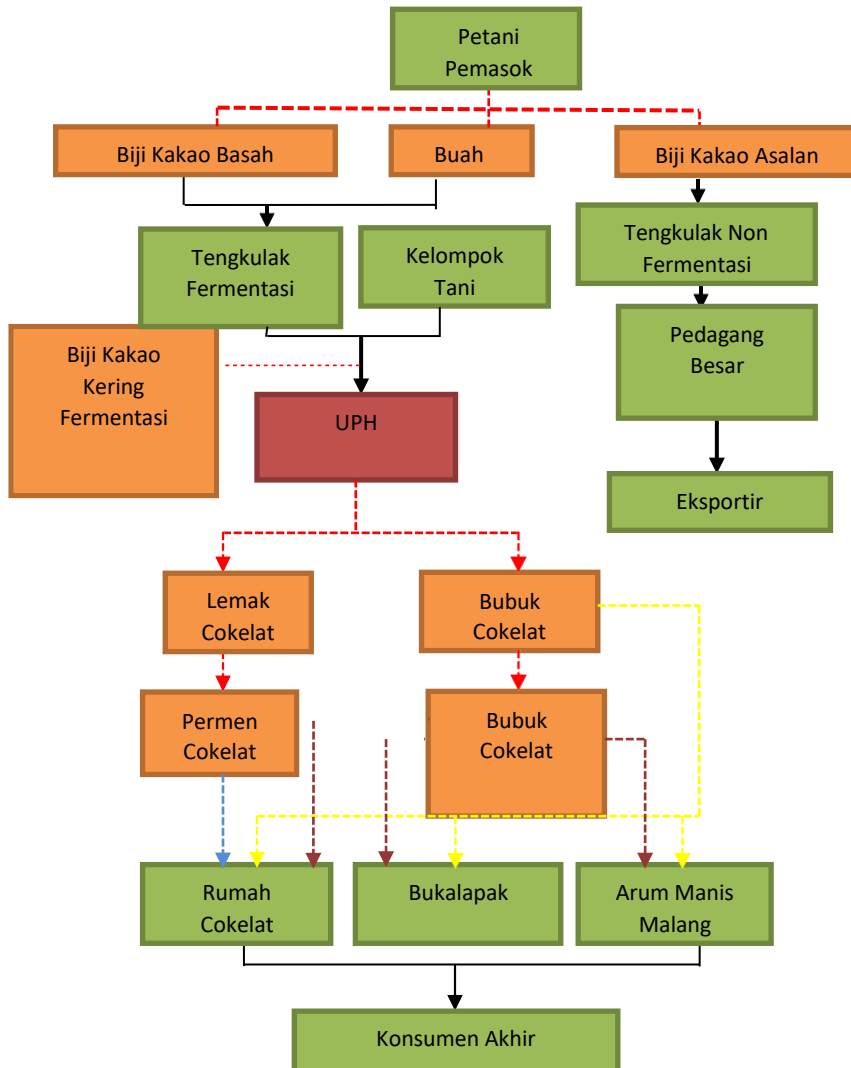 Petani
Pemasok
Biji Kakao Basah
Buah
Biji Kakao Asalan
Tengkulak
Fermentasi
Kelompok
Tani
Tengkulak Non
Fermentasi
Biji Kakao
Kering
Fermentasi
Pedagang
Besar
UPH
Eksportir
Lemak
Cokelat
Bubuk
Cokelat
Permen
Cokelat
Bubuk
Cokelat
Rumah
Cokelat
Bukalapak
Arum Manis
Malang
Konsumen Akhir